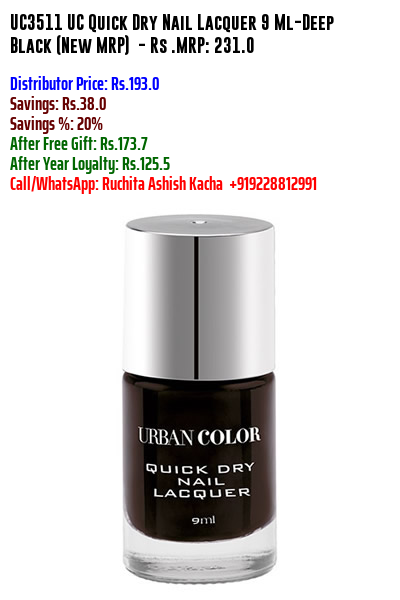 UC3511 UC Quick Dry Nail Lacquer 9 Ml-Deep
Black (New MRP) - Rs .MRP: 231.0
Distributor Price: Rs.193.0
Savings: Rs.38.0
Savings %: 20%
After Free Gift: Rs.173.7
After Year Loyalty: Rs.125.5
Call/WhatsApp: Ruchita Ashish Kacha +919228812991
URBAN COLOR
QUICK DRY
NAIL
LACQUER
9ml